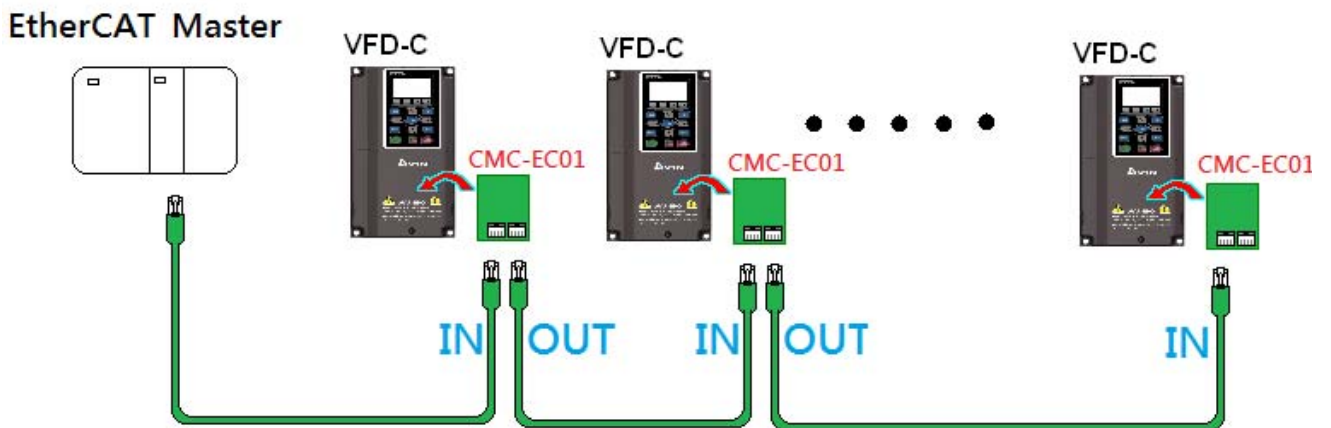 EtherCAT Master
VFD-C
VFD-C
VFD-C
CMC-EC01
CMC-EC01
CMC-EC01
IN
OUT
IN
OUT
IN